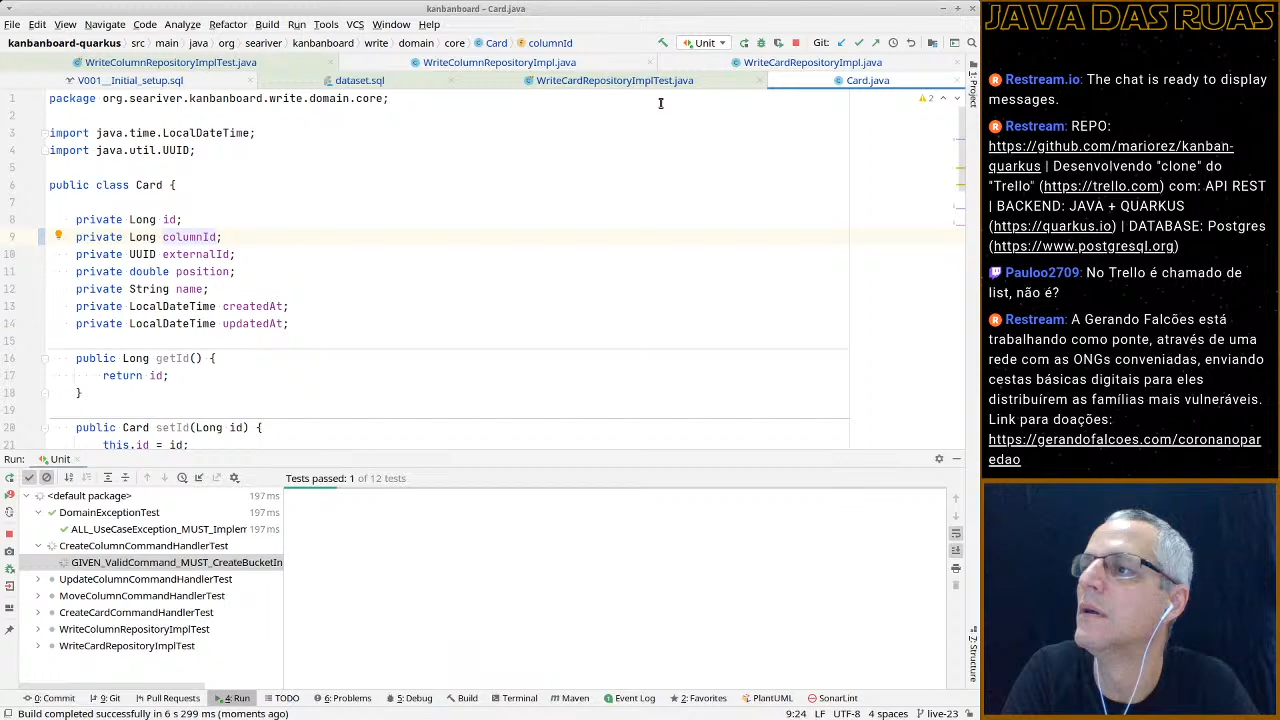 kanbanboard-quarkus – Card.java
File Edit View Navigate Code Analyze Refactor Build Run Tools VCS Window Help
kanbanboard-quarkus src main java org seariver kanbanboard write domain core Card columnId Unit Git:
WriteColumnRepositoryImplTest.java WriteColumnRepositoryImpl.java WriteCardRepositoryImpl.java
V001__Initial_setup.sql dataset.sql WriteCardRepositoryImplTest.java Card.java
1 package org.seariver.kanbanboard.write.domain.core; 2
2
3 import java.time.LocalDateTime;
4 import java.util.UUID;
5
6 public class Card {
7
8 private Long id;
9 private Long columnId;
10 private UUID externalId;
11 private double position;
12 private String name;
13 private LocalDateTime createdAt;
14 private LocalDateTime updatedAt;
15
16 public Long getId() {
17 return id;
18 }
19
20 public Card setId(Long id) {
21 this.id = id;
1: Project
7: Structure
Run: Unit
Tests passed: 1 of 12 tests
<default package> 197 ms
DomainExceptionTest 197 ms
ALL_UseCaseException_MUST_Implem 197 ms
CreateColumnCommandHandlerTest
GIVEN_ValidCommand_MUST_CreateBucketIn
UpdateColumnCommandHandlerTest
MoveColumnCommandHandlerTest
CreateCardCommandHandlerTest
WriteColumnRepositoryImplTest
WriteCardRepositoryImplTest
0: Commit 9: Git Pull Requests 4: Run TODO 6: Problems 5: Debug Build Terminal Maven Event Log 2: Favorites PlantUML SonarLint
Build completed successfully in 6 s 299 ms (moments ago) 9:24 LF UTF-8 4 spaces live-23
JAVA DAS RUAS
Restream.io: The chat is ready to display
messages.
Restream: REPO:
https://github.com/mariorez/kanban-
quarkus | Desenvolvendo "clone" do
"Trello" (https://trello.com) com: API REST
| BACKEND: JAVA + QUARKUS
(https://quarkus.io) | DATABASE: Postgres
(https://www.postgresql.org)
Pauloo2709: No Trello é chamado de
list, não é?
Restream: A Gerando Falcões está
trabalhando como ponte, através de uma
rede com as ONGs conveniadas, enviando
cestas básicas digitais para eles
distribuírem as famílias mais vulneráveis.
Link para doações:
https://gerandofalcoes.com/coronanopar
edao